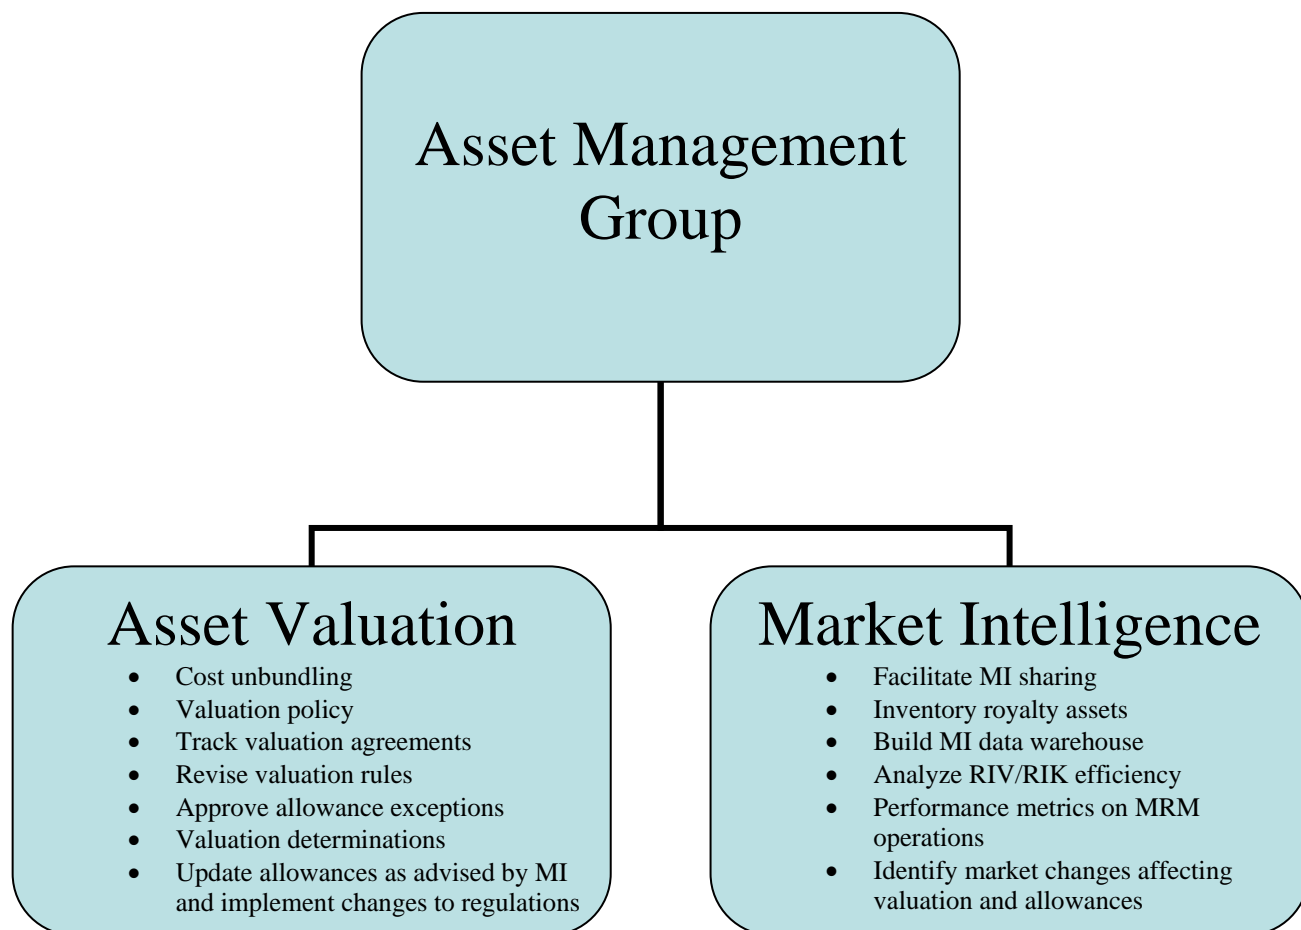 Asset Management
Group
Asset Valuation
• Cost unbundling
• Valuation policy
• Track valuation agreements
• Revise valuation rules
• Approve allowance exceptions
• Valuation determinations
• Update allowances as advised by MI
and implement changes to regulations
Market Intelligence
• Facilitate MI sharing
• Inventory royalty assets
• Build MI data warehouse
• Analyze RIV/RIK efficiency
• Performance metrics on MRM
operations
• Identify market changes affecting
valuation and allowances